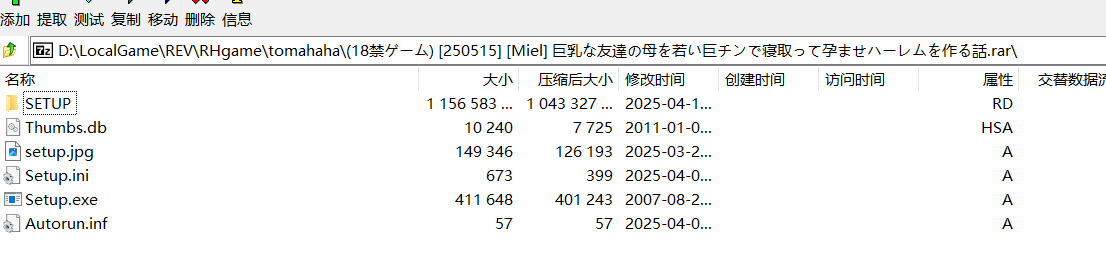 添加 提取 测试 复制 移动 删除 信息
D:\LocalGame\REV\RHgame\tomahaha\(18禁ゲーム) [250515] [Miel] 巨乳な友達の母を若い巨チンで寝取って孕ませハーレムを作る話.rar\
名称 大小 压缩后大小 修改时间 创建时间 访问时间 属性 交替数据流
SETUP 1 156 583 ... 1 043 327 ... 2025-04-1... RD
Thumbs.db 10 240 7 725 2011-01-0... HSA
setup.jpg 149 346 126 193 2025-03-2... A
Setup.ini 673 399 2025-04-0... A
Setup.exe 411 648 401 243 2007-08-2... A
Autorun.inf 57 57 2025-04-0... A